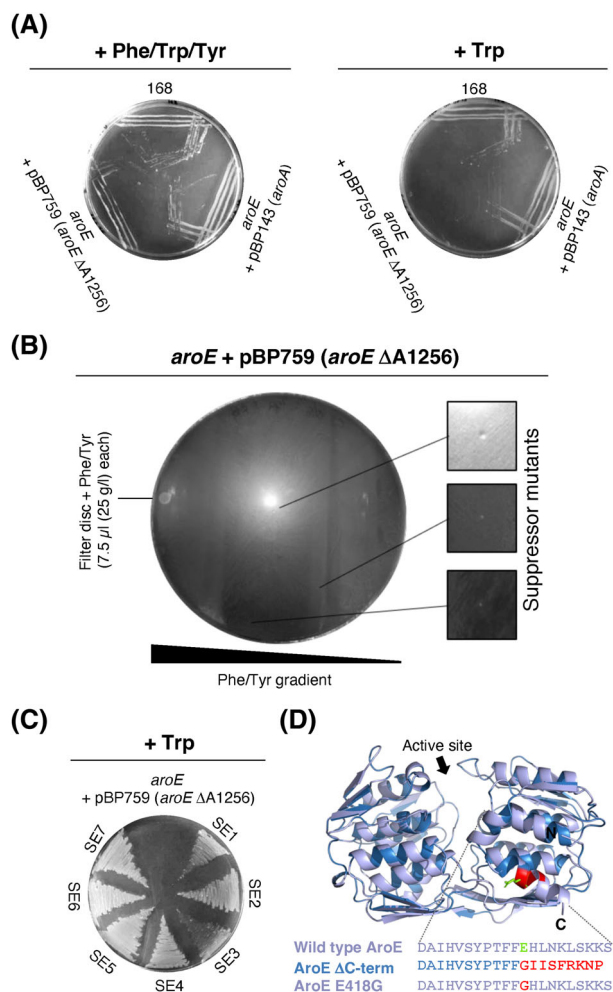 (A)
+ Phe/Trp/Tyr
+ Trp
168
168
aroE
+ pBP759 (aroE ΔA1256)
aroE
+ pBP143 (aroA)
aroE
+ pBP759 (aroE ΔA1256)
aroE
+ pBP143 (aroA)
(B)
aroE + pBP759 (aroE ΔA1256)
Filter disc + Phe/Tyr
(7.5 µl (25 g/l) each)
Suppressor mutants
Phe/Tyr gradient
(C)
+ Trp
aroE
+ pBP759 (aroE ΔA1256)
SE7
SE1
SE6
SE2
SE5
SE3
SE4
(D)
Active site
N
C
Wild type AroE DAIHVSYPTFFEHLNKLSKKS
AroE ΔC-term DAIHVSYPTFFGIISFRKNP
AroE E418G DAIHVSYPTFFGHLNKLSKKS